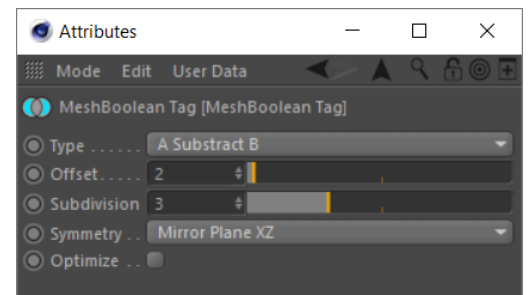 Attributes
Mode Edit User Data
MeshBoolean Tag [MeshBoolean Tag]
Type . . . . . . A Substract B
Offset. . . . . 2
Subdivision 3
Symmetry . . Mirror Plane XZ
Optimize . . .